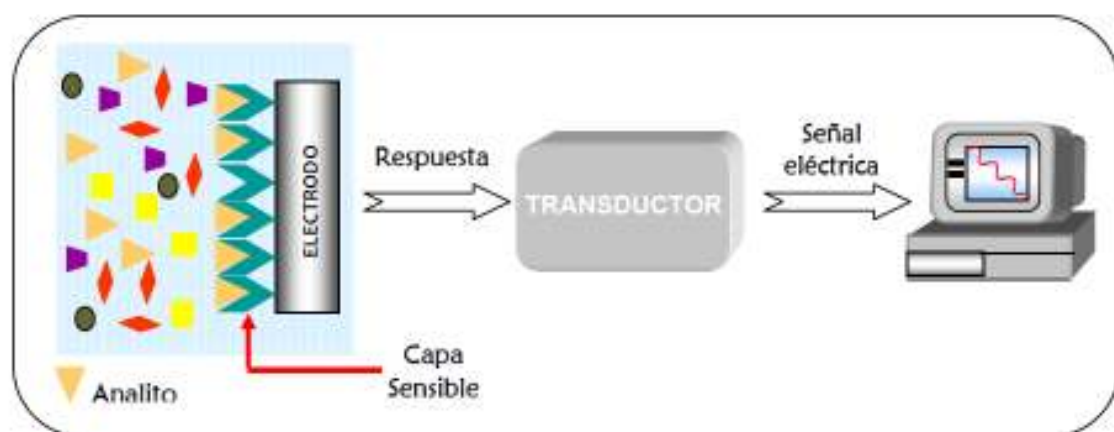 ELECTRODO
Respuesta
TRANSDUCTOR
Señal
eléctrica
Capa
Sensible
Analito